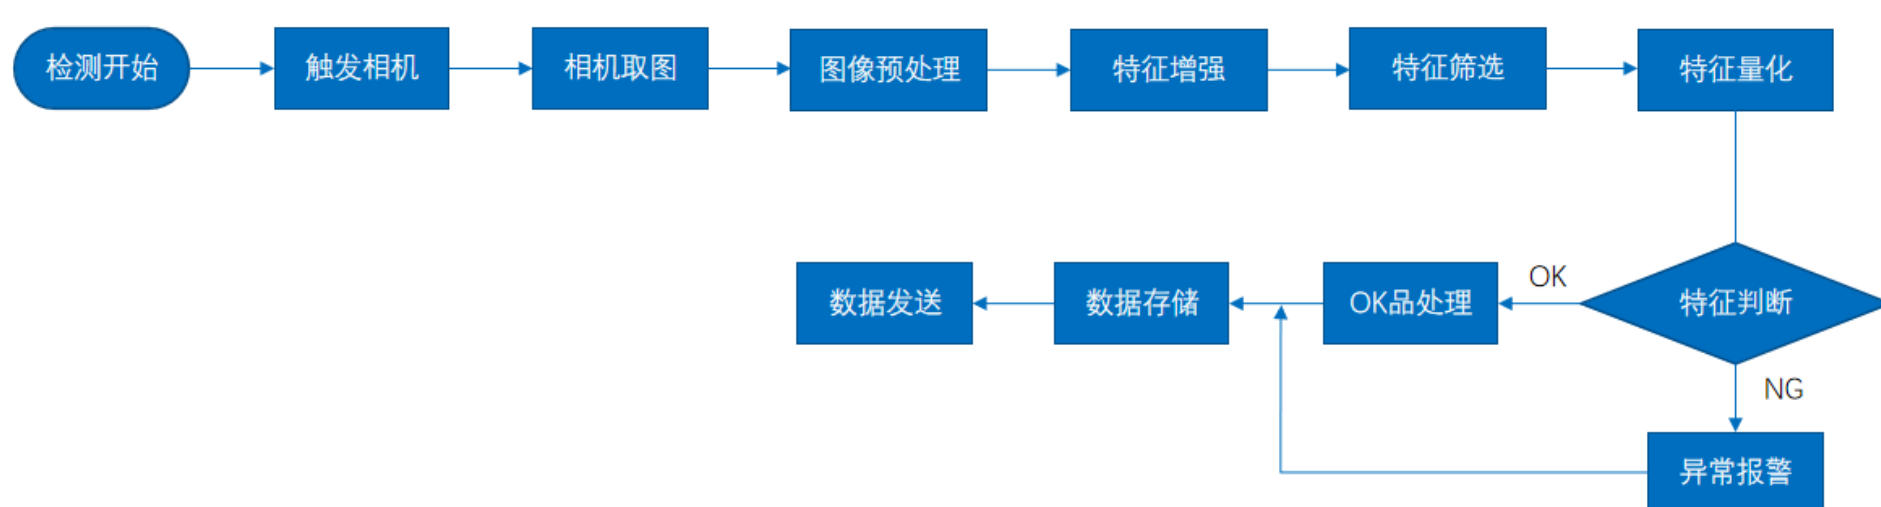 检测开始
触发相机
相机取图
图像预处理
特征增强
特征筛选
特征量化
特征判断
OK
OK品处理
数据存储
数据发送
NG
异常报警